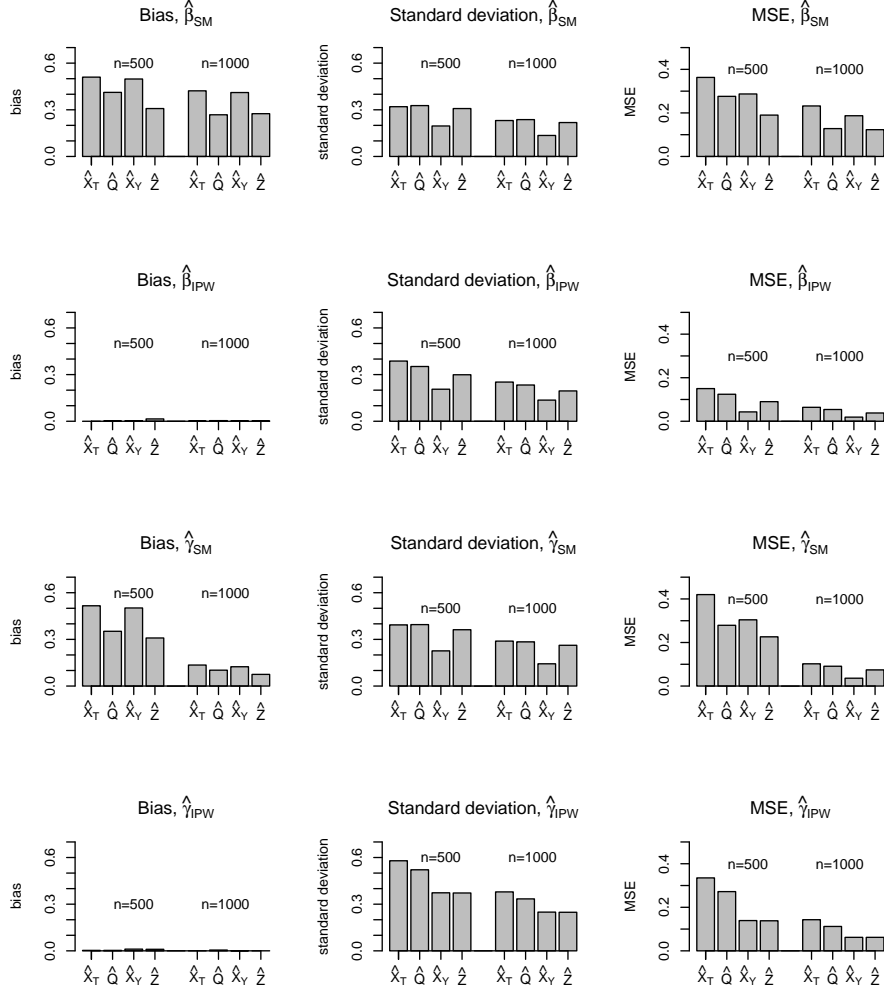 Bias, β̂SM
Standard deviation, β̂SM
MSE, β̂SM
bias
0.0 0.3 0.6
n=500 n=1000
X̂T Q̂ X̂Y Ẑ X̂T Q̂ X̂Y Ẑ
standard deviation
0.0 0.3 0.6
n=500 n=1000
X̂T Q̂ X̂Y Ẑ X̂T Q̂ X̂Y Ẑ
MSE
0.0 0.2 0.4
n=500 n=1000
X̂T Q̂ X̂Y Ẑ X̂T Q̂ X̂Y Ẑ
Bias, β̂IPW
Standard deviation, β̂IPW
MSE, β̂IPW
bias
0.0 0.3 0.6
n=500 n=1000
X̂T Q̂ X̂Y Ẑ X̂T Q̂ X̂Y Ẑ
standard deviation
0.0 0.3 0.6
n=500 n=1000
X̂T Q̂ X̂Y Ẑ X̂T Q̂ X̂Y Ẑ
MSE
0.0 0.2 0.4
n=500 n=1000
X̂T Q̂ X̂Y Ẑ X̂T Q̂ X̂Y Ẑ
Bias, γ̂SM
Standard deviation, γ̂SM
MSE, γ̂SM
bias
0.0 0.3 0.6
n=500 n=1000
X̂T Q̂ X̂Y Ẑ X̂T Q̂ X̂Y Ẑ
standard deviation
0.0 0.3 0.6
n=500 n=1000
X̂T Q̂ X̂Y Ẑ X̂T Q̂ X̂Y Ẑ
MSE
0.0 0.2 0.4
n=500 n=1000
X̂T Q̂ X̂Y Ẑ X̂T Q̂ X̂Y Ẑ
Bias, γ̂IPW
Standard deviation, γ̂IPW
MSE, γ̂IPW
bias
0.0 0.3 0.6
n=500 n=1000
X̂T Q̂ X̂Y Ẑ X̂T Q̂ X̂Y Ẑ
standard deviation
0.0 0.3 0.6
n=500 n=1000
X̂T Q̂ X̂Y Ẑ X̂T Q̂ X̂Y Ẑ
MSE
0.0 0.2 0.4
n=500 n=1000
X̂T Q̂ X̂Y Ẑ X̂T Q̂ X̂Y Ẑ